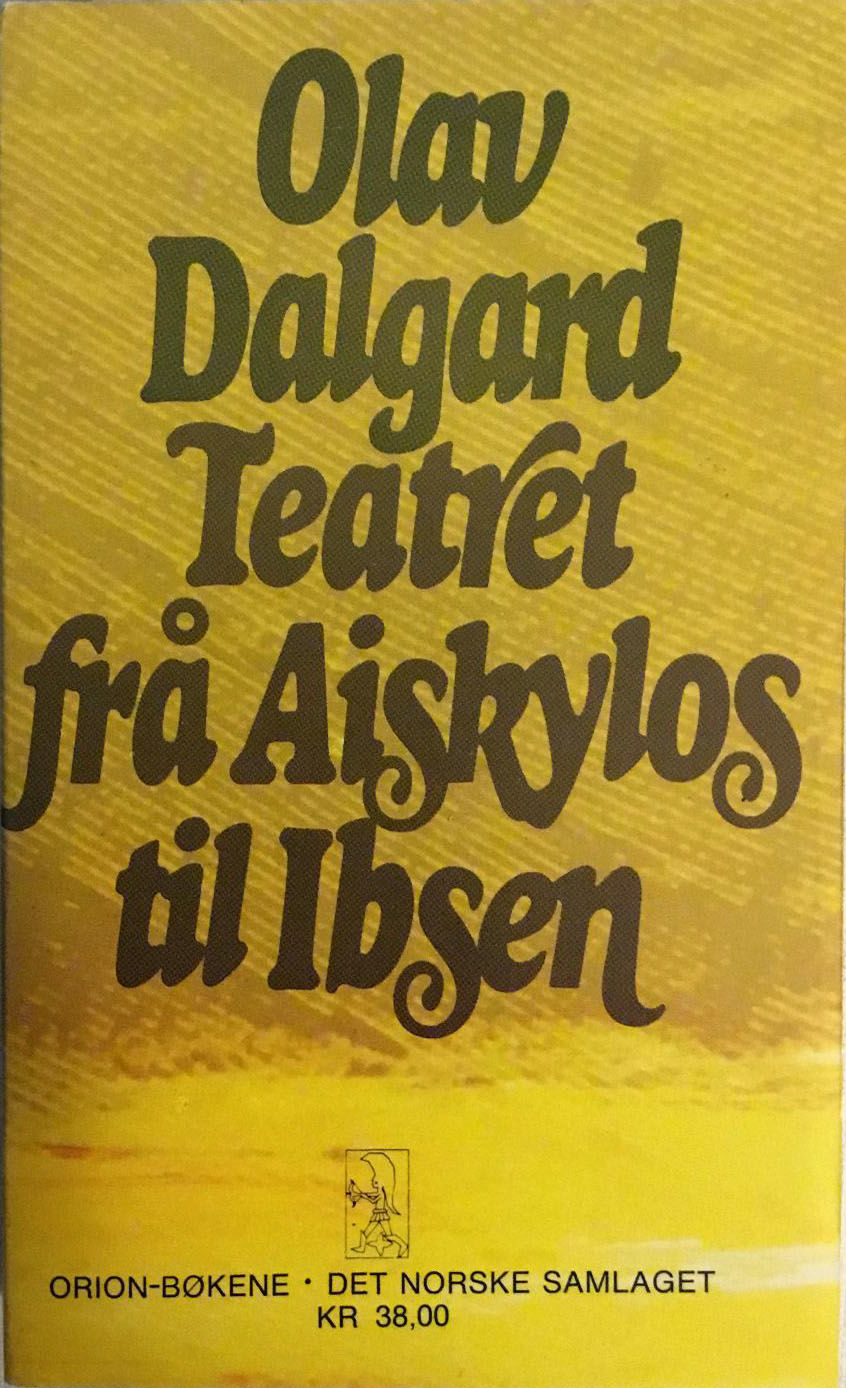 Olav
Dalgard
Teatret
frå Aiskylos
til Ibsen
ORION-BØKENE · DET NORSKE SAMLAGET
KR 38,00